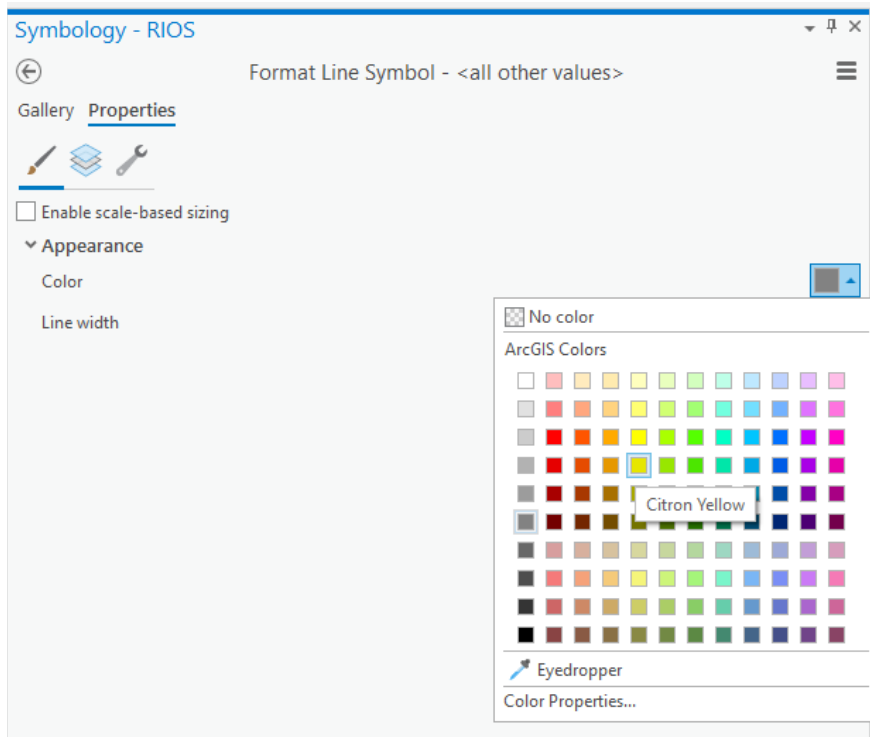 Symbology - RIOS
Format Line Symbol - <all other values>
Gallery Properties
Enable scale-based sizing
Appearance
Color
Line width
No color
ArcGIS Colors
Citron Yellow
Eyedropper
Color Properties...